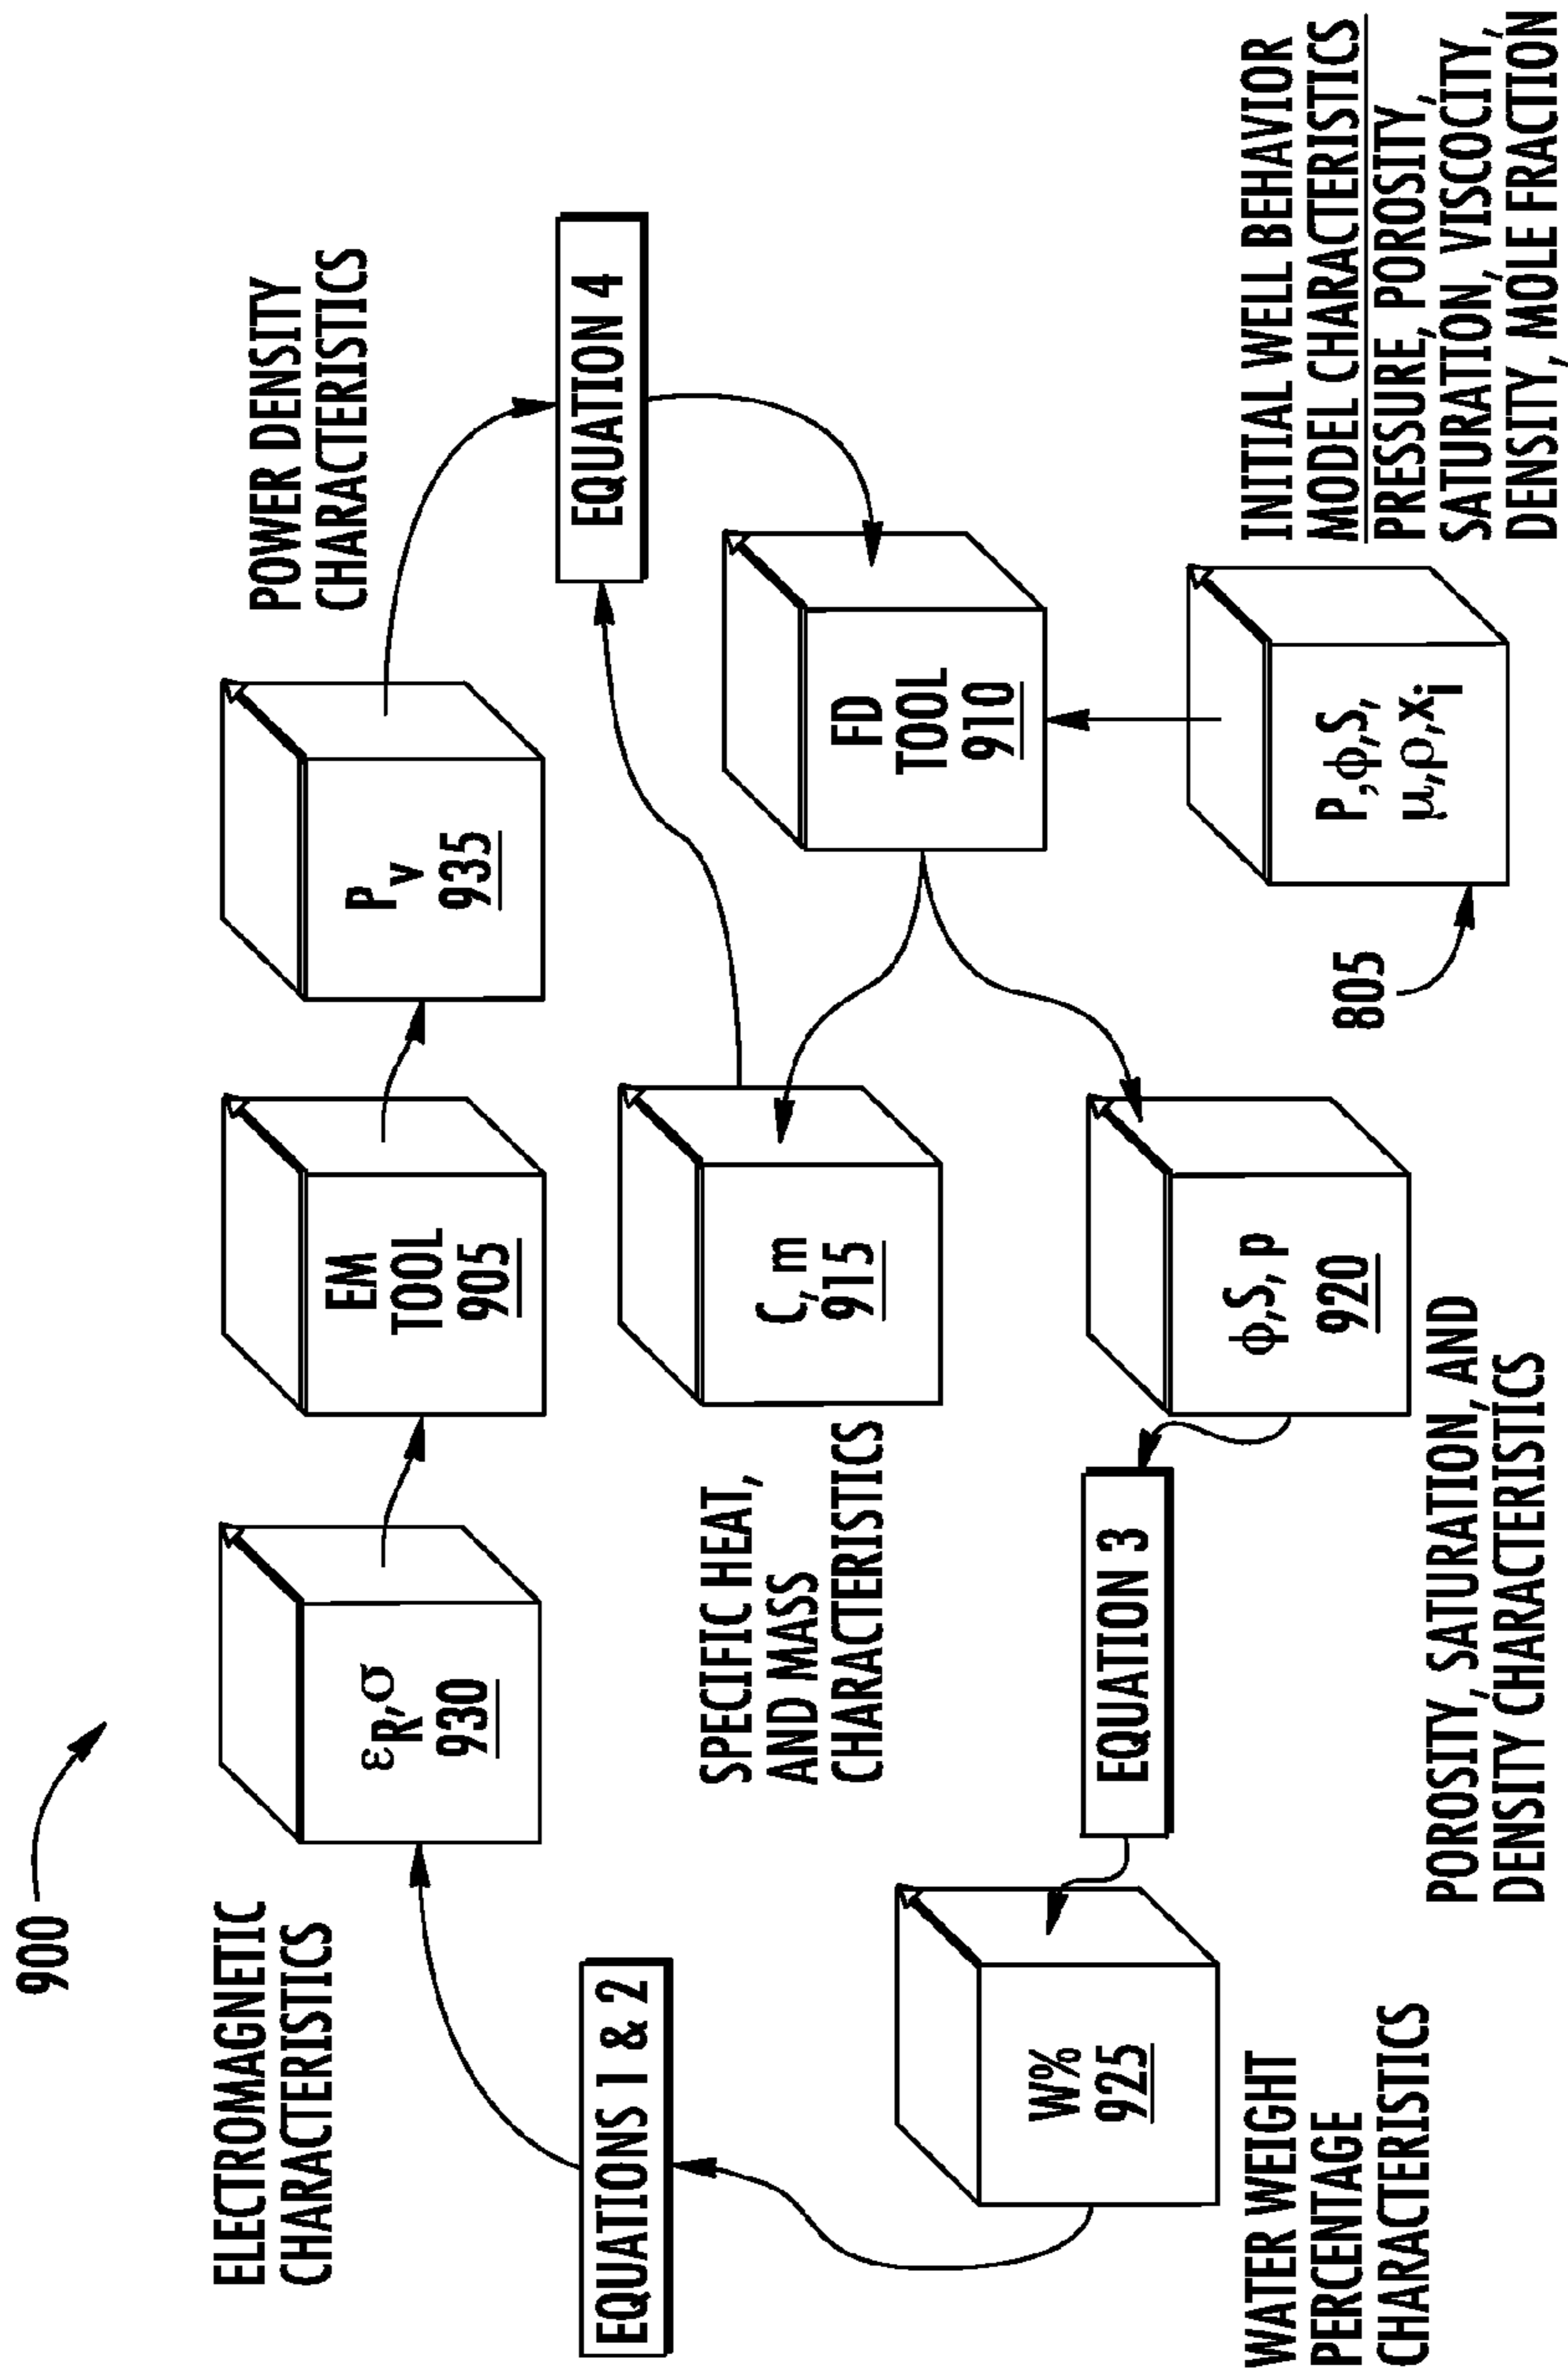 900
ELECTROMAGNETIC
CHARACTERISTICS
εR,σ
930
EM
TOOL
905
Pv
935
POWER DENSITY
CHARACTERISTICS
EQUATIONS 1 & 2
SPECIFIC HEAT,
AND MASS
CHARACTERISTICS
C, m
915
EQUATION 4
FD
TOOL
910
W%
925
WATER WEIGHT
PERCENTAGE
CHARACTERISTICS
EQUATION 3
ϕ,S, p
920
POROSITY, SATURATION, AND
DENSITY CHARACTERISTICS
805
P,ϕ,S,
μ,ρ,xi
INITIAL WELL BEHAVIOR
MODEL CHARACTERISTICS
PRESSURE, POROSITY,
SATURATION, VISCOCITY,
DENSITY, MOLE FRACTION